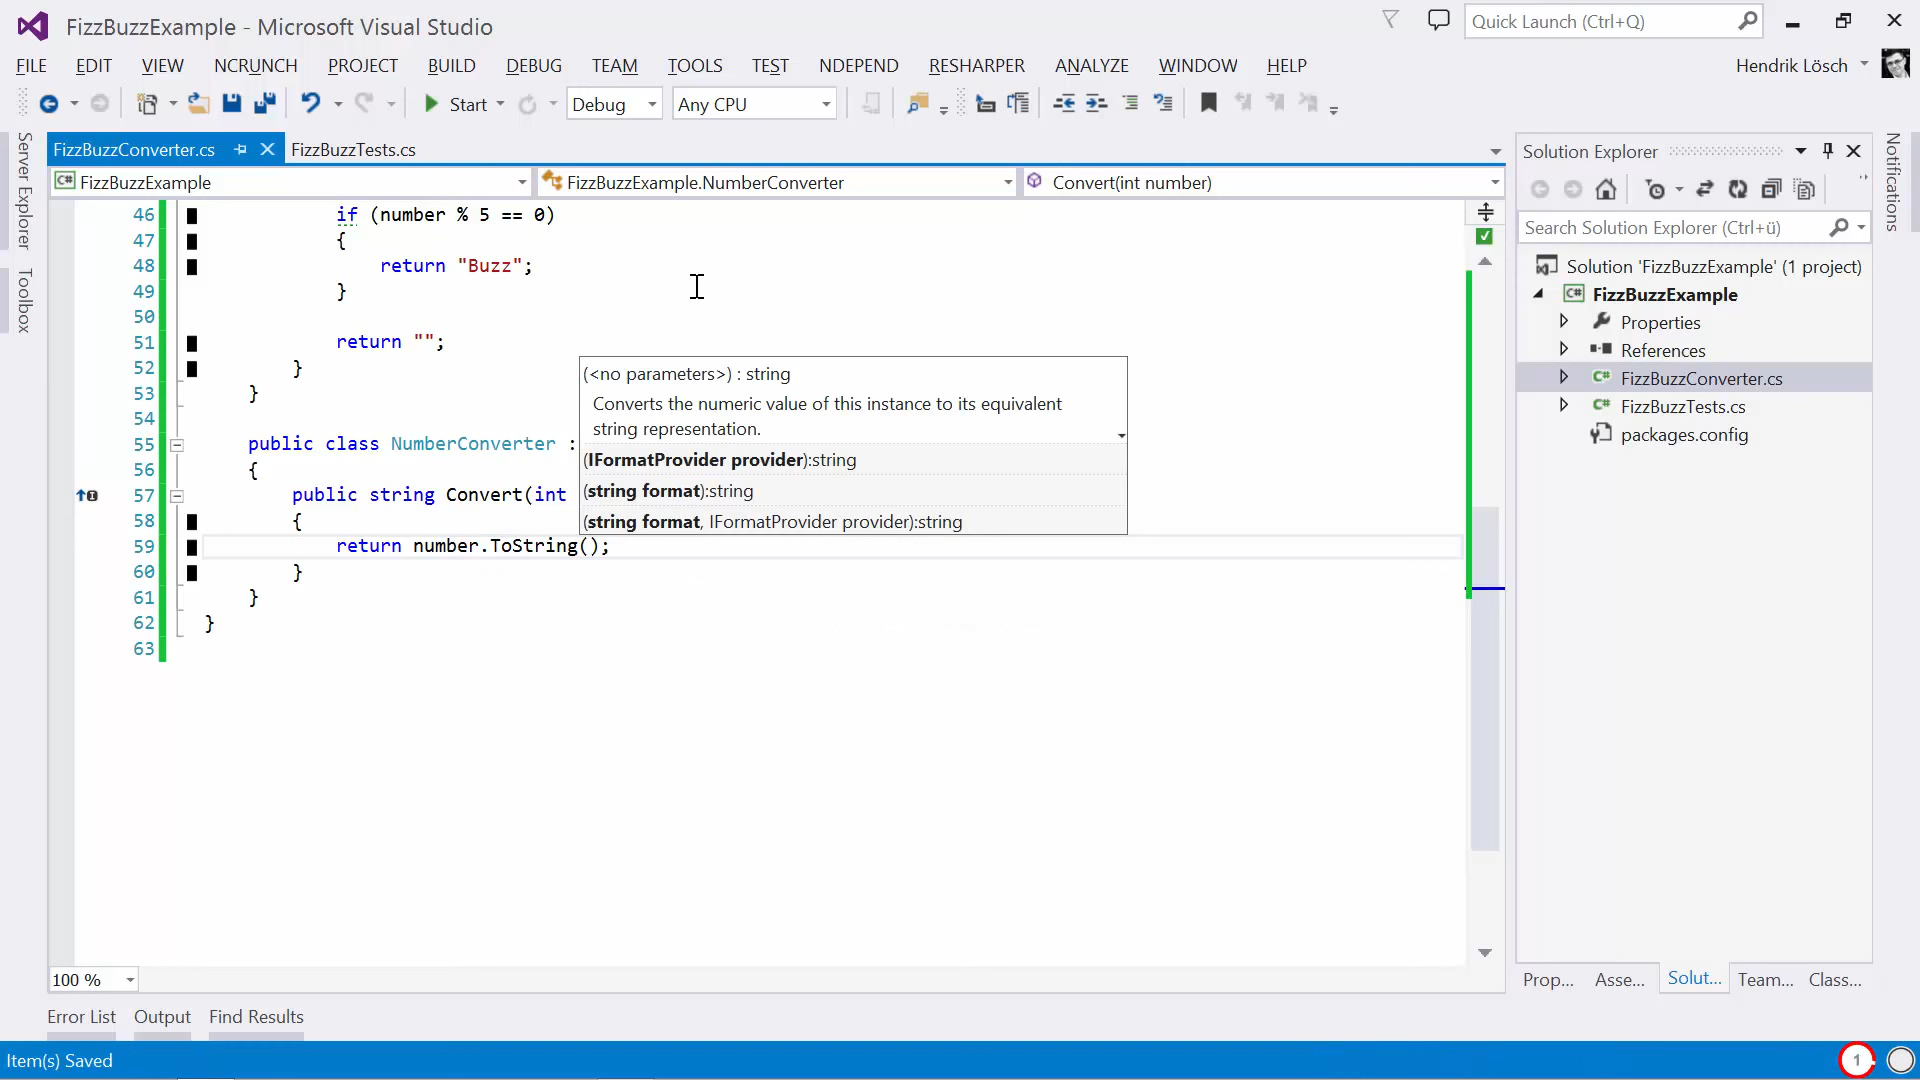 FizzBuzzExample - Microsoft Visual Studio
Quick Launch (Ctrl+Q)
FILE EDIT VIEW NCRUNCH PROJECT BUILD DEBUG TEAM TOOLS TEST NDEPEND RESHARPER ANALYZE WINDOW HELP
Hendrik Lösch
Start Debug Any CPU
Server Explorer
Toolbox
FizzBuzzConverter.cs FizzBuzzTests.cs
C# FizzBuzzExample FizzBuzzExample.NumberConverter Convert(int number)
46 if (number % 5 == 0)
47 {
48 return "Buzz";
49 }
50
51 return "";
52 }
53 }
54
55 public class NumberConverter :
56 {
57 public string Convert(int
58 {
59 return number.ToString();
60 }
61 }
62 }
63
(<no parameters>) : string
Converts the numeric value of this instance to its equivalent
string representation.
(IFormatProvider provider):string
(string format):string
(string format, IFormatProvider provider):string
100 %
Solution Explorer
Search Solution Explorer (Ctrl+ü)
Solution 'FizzBuzzExample' (1 project)
C# FizzBuzzExample
Properties
References
C# FizzBuzzConverter.cs
C# FizzBuzzTests.cs
packages.config
Prop... Asse... Solut... Team... Class...
Notifications
Error List Output Find Results
Item(s) Saved
1